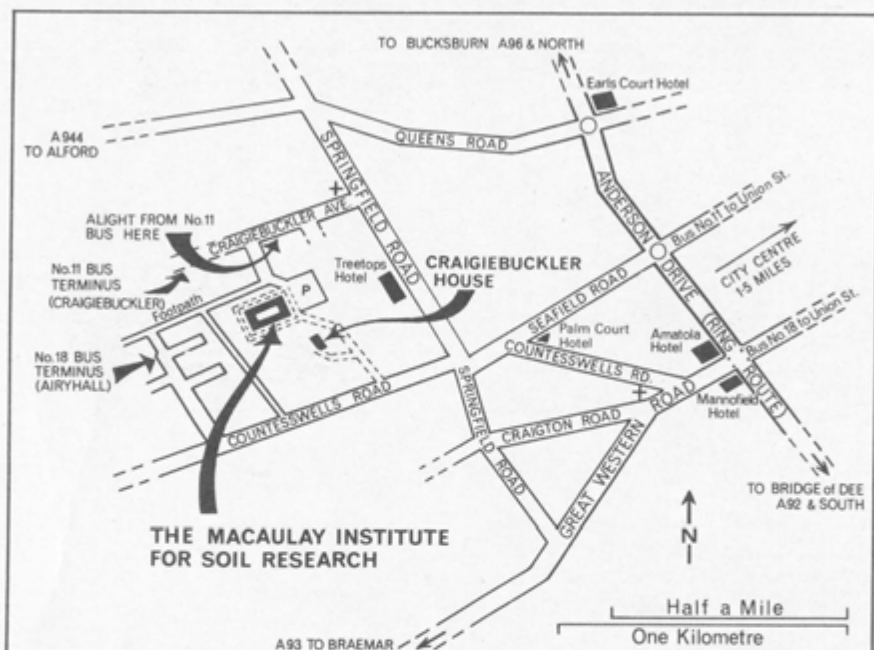 TO BUCKSBURN A96 & NORTH
Earls Court Hotel
A944
TO ALFORD
QUEENS ROAD
SPRINGFIELD ROAD
ANDERSON DRIVE (RING ROUTE)
Bus No.11 to Union St.
CITY CENTRE
1·5 MILES
ALIGHT FROM No.11
BUS HERE
CRAIGIEBUCKLER AVE.
No.11 BUS
TERMINUS
(CRAIGIEBUCKLER)
Footpath
P
Treetops
Hotel
CRAIGIEBUCKLER
HOUSE
SEAFIELD ROAD
Palm Court
Hotel
Amatola
Hotel
Bus No.18 to Union St.
No.18 BUS
TERMINUS
(AIRYHALL)
COUNTESSWELLS RD.
Mannofield
Hotel
COUNTESSWELLS ROAD
SPRINGFIELD ROAD
CRAIGTON ROAD
GREAT WESTERN ROAD
TO BRIDGE of DEE
A92 & SOUTH
THE MACAULAY INSTITUTE
FOR SOIL RESEARCH
N
Half a Mile
One Kilometre
A93 TO BRAEMAR